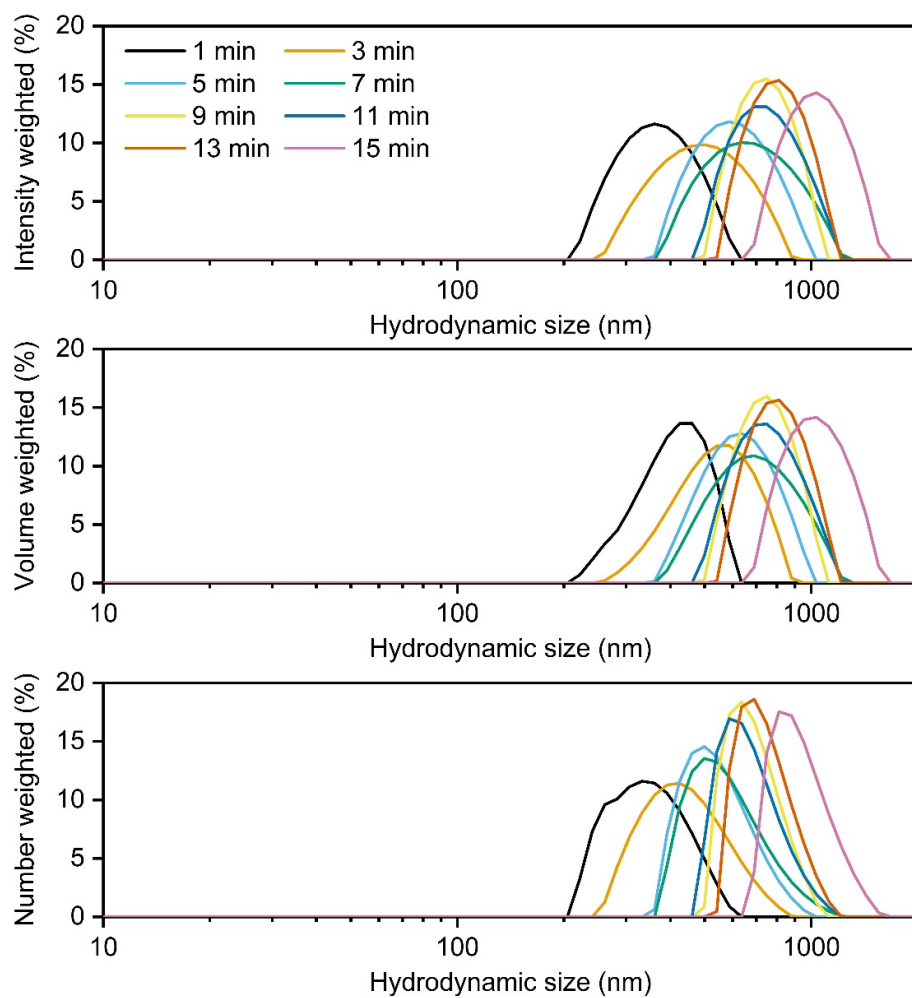 20
15
10
5
0
Intensity weighted (%)
1 min 3 min
5 min 7 min
9 min 11 min
13 min 15 min
10 100 1000
Hydrodynamic size (nm)
20
15
10
5
0
Volume weighted (%)
10 100 1000
Hydrodynamic size (nm)
20
15
10
5
0
Number weighted (%)
10 100 1000
Hydrodynamic size (nm)